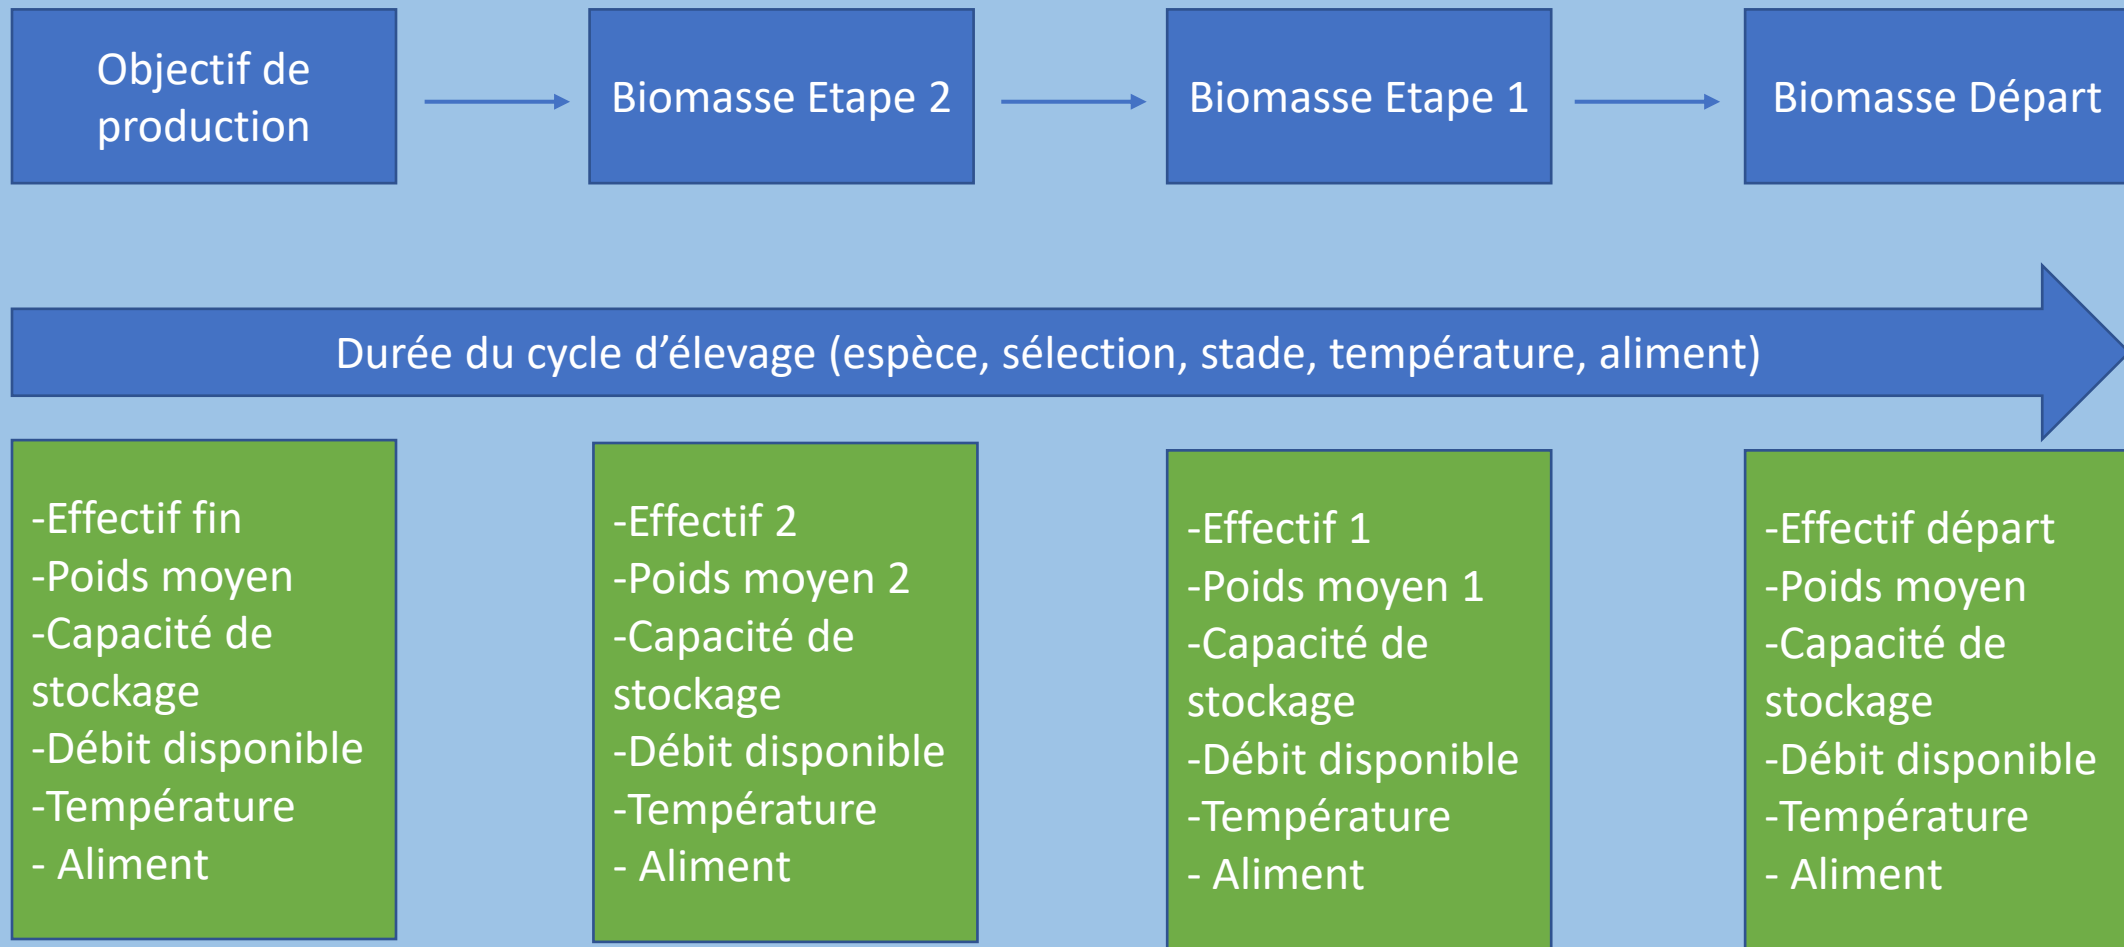 Objectif de
production
Biomasse Etape 2
Biomasse Etape 1
Biomasse Départ
Durée du cycle d’élevage (espèce, sélection, stade, température, aliment)
-Effectif fin
-Poids moyen
-Capacité de
stockage
-Débit disponible
-Température
- Aliment
-Effectif 2
-Poids moyen 2
-Capacité de
stockage
-Débit disponible
-Température
- Aliment
-Effectif 1
-Poids moyen 1
-Capacité de
stockage
-Débit disponible
-Température
- Aliment
-Effectif départ
-Poids moyen
-Capacité de
stockage
-Débit disponible
-Température
- Aliment